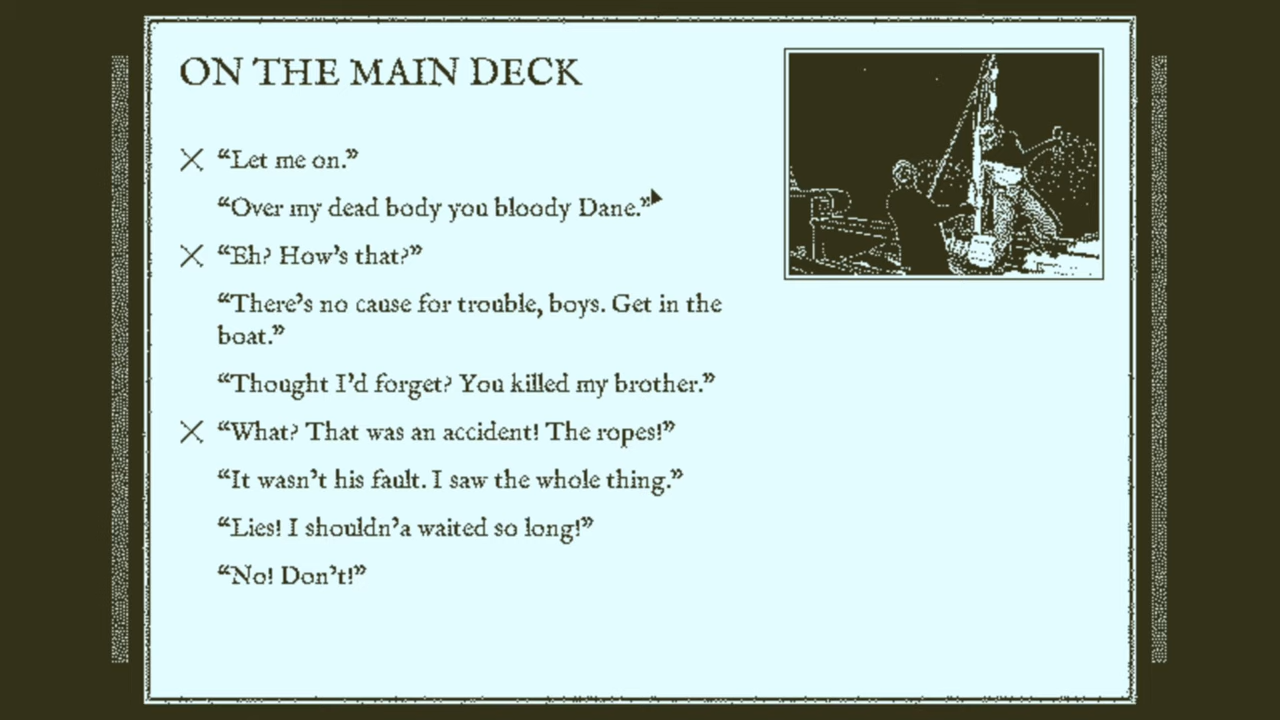 ON THE MAIN DECK
“Let me on.”
“Over my dead body you bloody Dane.”
“Eh? How’s that?”
“There’s no cause for trouble, boys. Get in the
boat.”
“Thought I’d forget? You killed my brother.”
“What? That was an accident! The ropes!”
“It wasn’t his fault. I saw the whole thing.”
“Lies! I shouldn’a waited so long!”
“No! Don’t!”